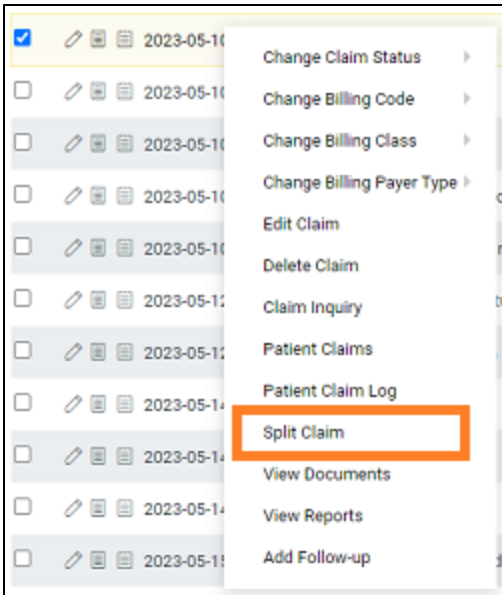 2023-05-10
Change Claim Status
2023-05-10
Change Billing Code
2023-05-10
Change Billing Class
2023-05-10
Change Billing Payer Type
Edit Claim
2023-05-10
Delete Claim
2023-05-12
Claim Inquiry
2023-05-12
Patient Claims
2023-05-14
Patient Claim Log
Split Claim
2023-05-14
View Documents
2023-05-14
View Reports
2023-05-15
Add Follow-up